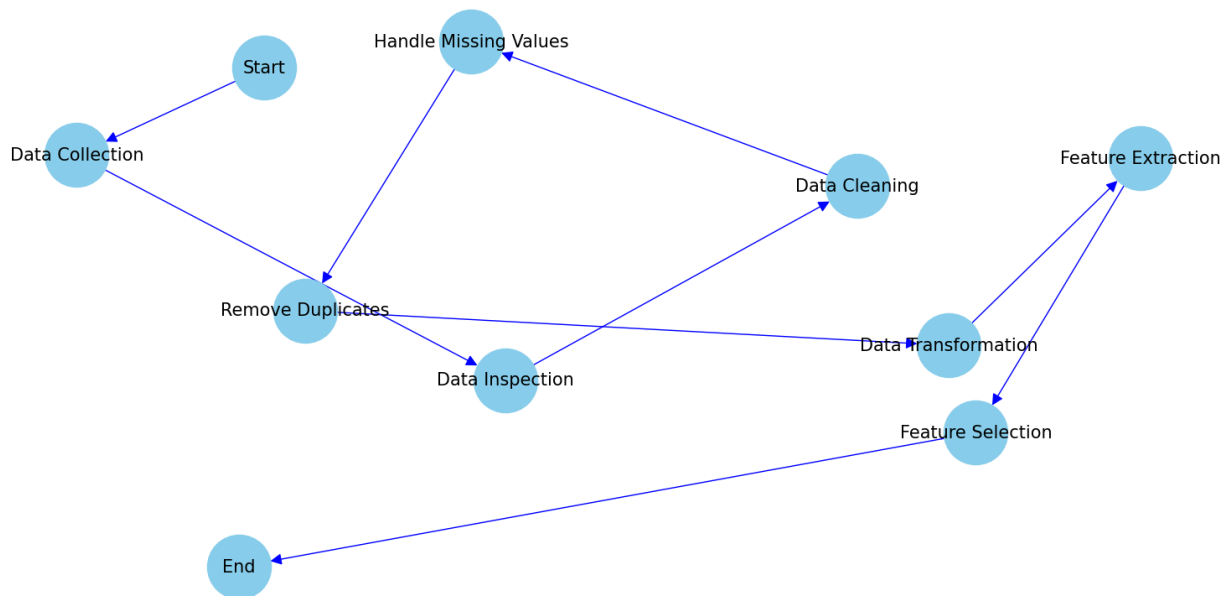 Handle Missing Values
Start
Data Collection
Feature Extraction
Data Cleaning
Remove Duplicates
Data Transformation
Data Inspection
Feature Selection
End